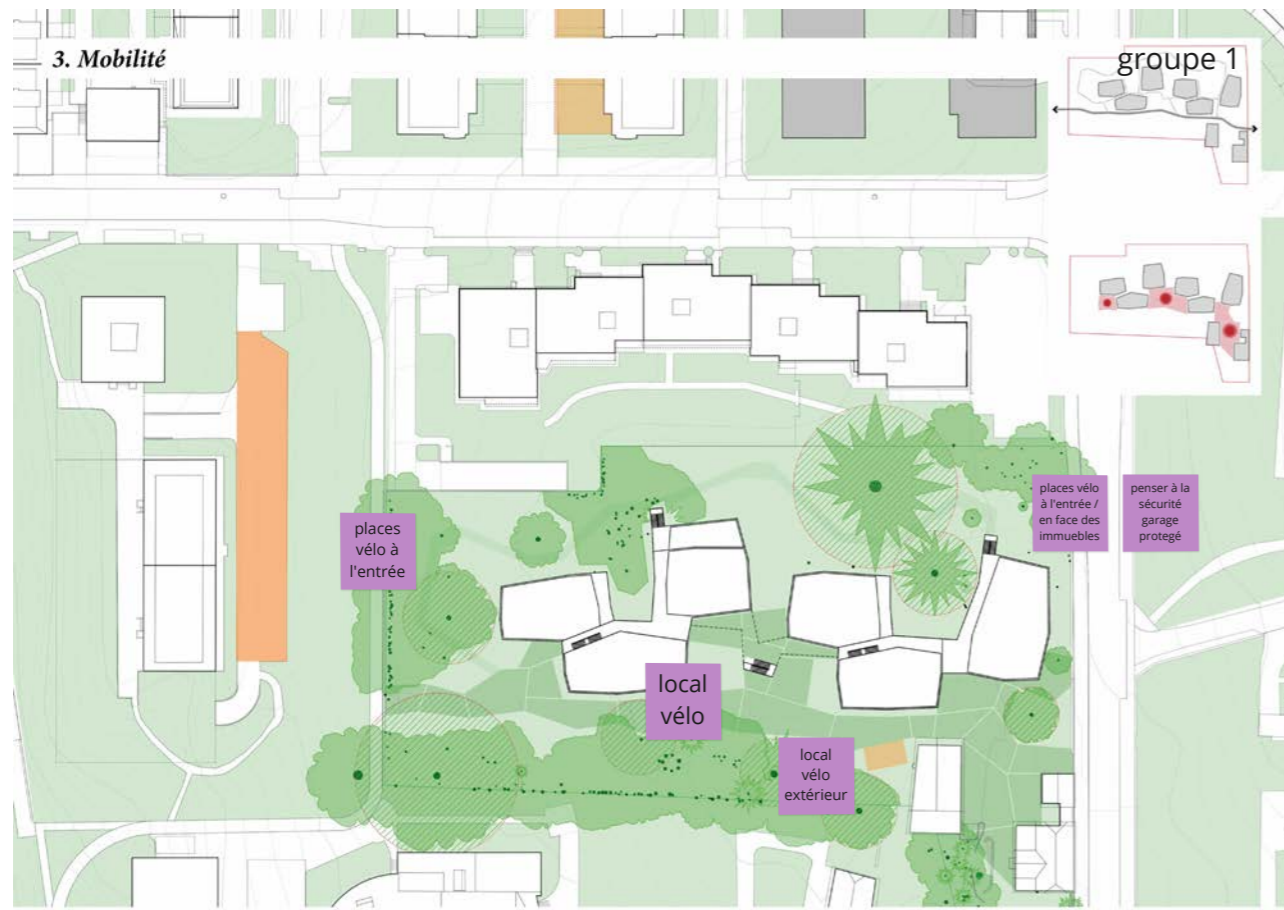 3. Mobilité
groupe 1
places vélo
à l'entrée /
en face des
immeubles
penser à la
sécurité
garage
protegé
places
vélo à
l'entrée
local
vélo
local
vélo
extérieur